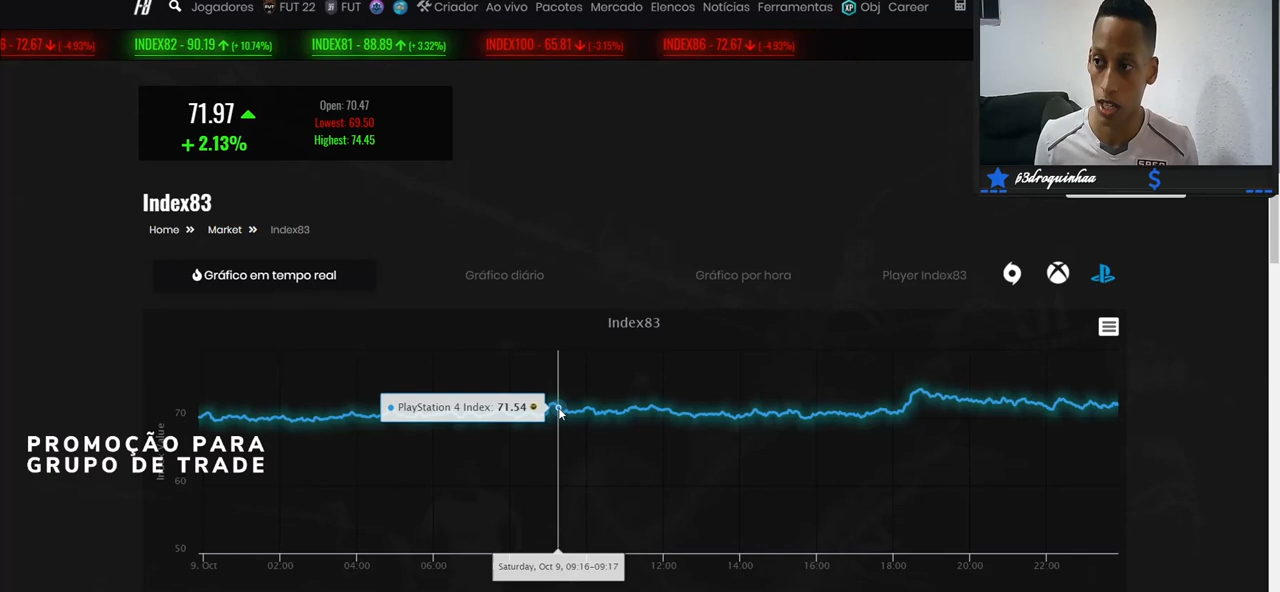 Jogadores FUT 22 FUT Criador Ao vivo Pacotes Mercado Elencos Notícias Ferramentas Obj Career
6 - 72.67 (-4.93%) INDEX82 - 90.19 (+ 10.74%) INDEX81 - 88.89 (+ 3.32%) INDEX100 - 65.81 (-3.15%) INDEX86 - 72.67 (-4.93%)
71.97
+ 2.13%
Open: 70.47
Lowest: 69.50
Highest: 74.45
p3droquinhaa $
Index83
Home » Market » Index83
Gráfico em tempo real Gráfico diário Gráfico por hora Player Index83
Index83
PlayStation 4 Index: 71.54
70
60
50
PROMOÇÃO PARA
GRUPO DE TRADE
Saturday, Oct 9, 09:16-09:17
9. Oct 02:00 04:00 06:00 12:00 14:00 16:00 18:00 20:00 22:00